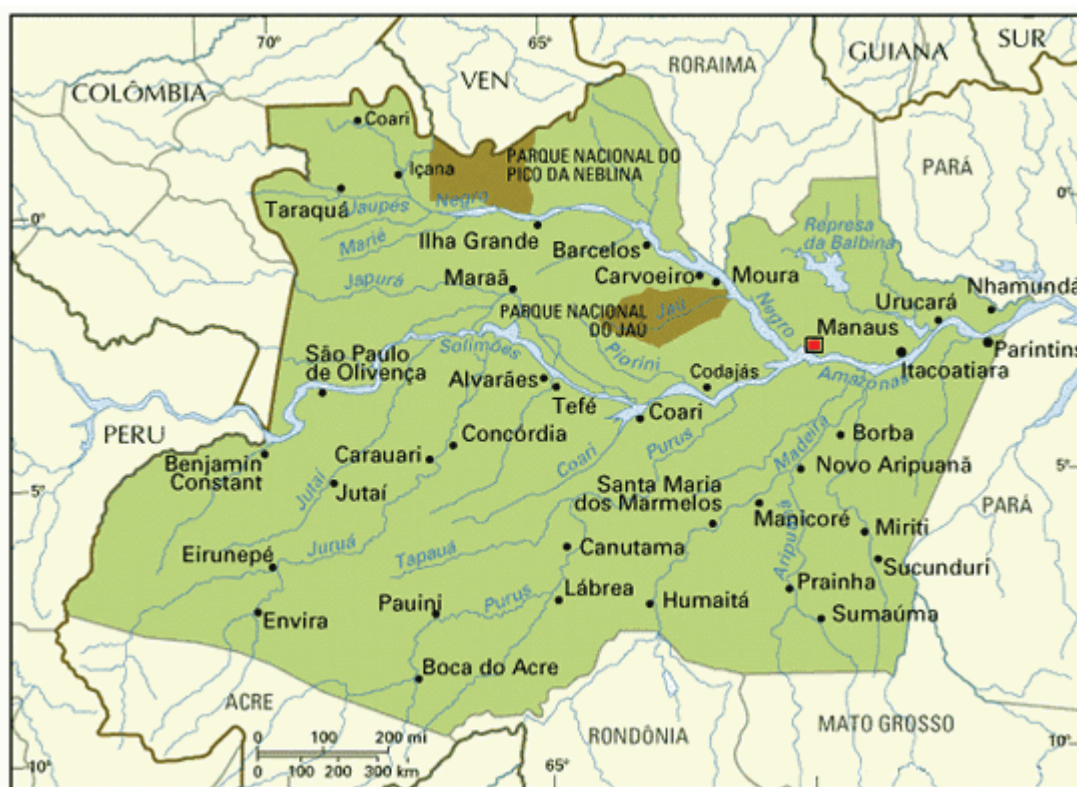 70°
65°
SUR
GUIANA
VEN
RORAIMA
COLÔMBIA
Coari
PARQUE NACIONAL DO
PICO DA NEBLINA
PARÁ
Içana
0°
Taraquá
Uaupés
Negro
0°
Marié
Ilha Grande
Barcelos
Represa
da Balbina
Japurá
Maraã
Carvoeiro
Moura
Nhamundá
PARQUE NACIONAL
DO JAÚ
Jaú
Negro
Urucará
Manaus
Solimões
Parintins
São Paulo
de Olivença
Piorini
Itacoatiara
Alvarães
Codajás
Amazonas
Tefé
Coari
PERU
Concórdia
Purus
Madeira
Borba
Benjamin
Constant
Carauari
Coari
Novo Aripuanã
5°
Jutaí
Jutaí
Santa Maria
dos Marmelos
5°
PARÁ
Manicoré
Miriti
Eirunepé
Juruá
Tapauá
Canutama
Aripuanã
Sucunduri
Prainha
Envira
Pauini
Purus
Lábrea
Humaitá
Sumaúma
Boca do Acre
ACRE
RONDÔNIA
MATO GROSSO
0 100 200 mi
0 100 200 300 km
10°
65°
10°